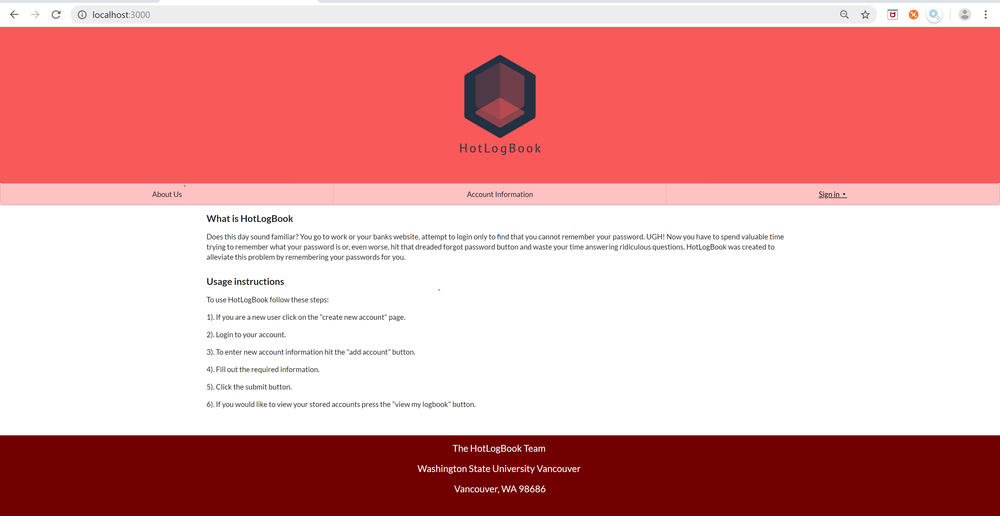 localhost:3000
HotLogBook
About Us
Account Information
Sign in
What is HotLogBook
Does this day sound familiar? You go to work or your banks website, attempt to login only to find that you cannot remember your password. UGH! Now you have to spend valuable time
trying to remember what your password is or, even worse, hit that dreaded forgot password button and waste your time answering ridiculous questions. HotLogBook was created to
alleviate this problem by remembering your passwords for you.
Usage instructions
To use HotLogBook follow these steps:
1). If you are a new user click on the "create new account" page.
2). Login to your account.
3). To enter new account information hit the "add account" button.
4). Fill out the required information.
5). Click the submit button.
6). If you would like to view your stored accounts press the "view my logbook" button.
The HotLogBook Team
Washington State University Vancouver
Vancouver, WA 98686